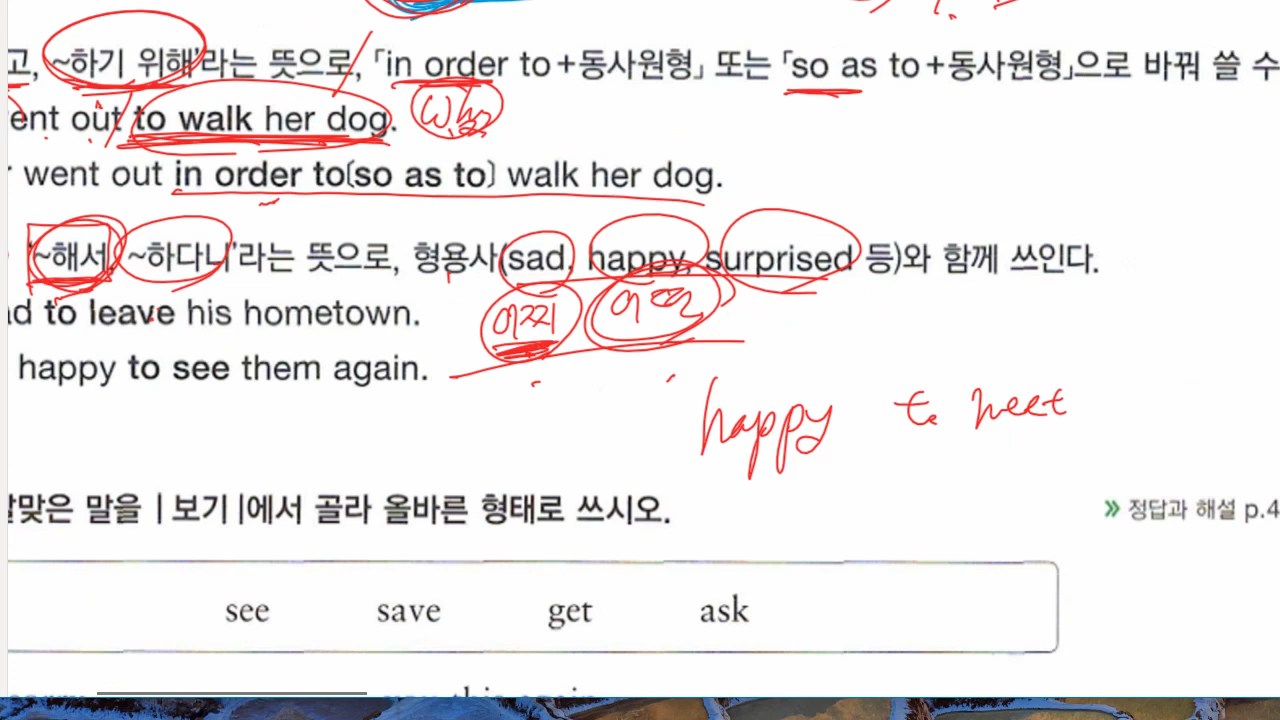 고, ~하기 위해'라는 뜻으로, 「in order to+동사원형」 또는 「so as to+동사원형」으로 바꿔 쓸 수
ent out to walk her dog. why
went out in order to(so as to) walk her dog.
'~해서, ~하다니'라는 뜻으로, 형용사(sad, happy, surprised 등)와 함께 쓰인다.
to leave his hometown. 어찌
happy to see them again.
happy to meet
알맞은 말을 |보기|에서 골라 올바른 형태로 쓰시오.
» 정답과 해설 p.4
see save get ask